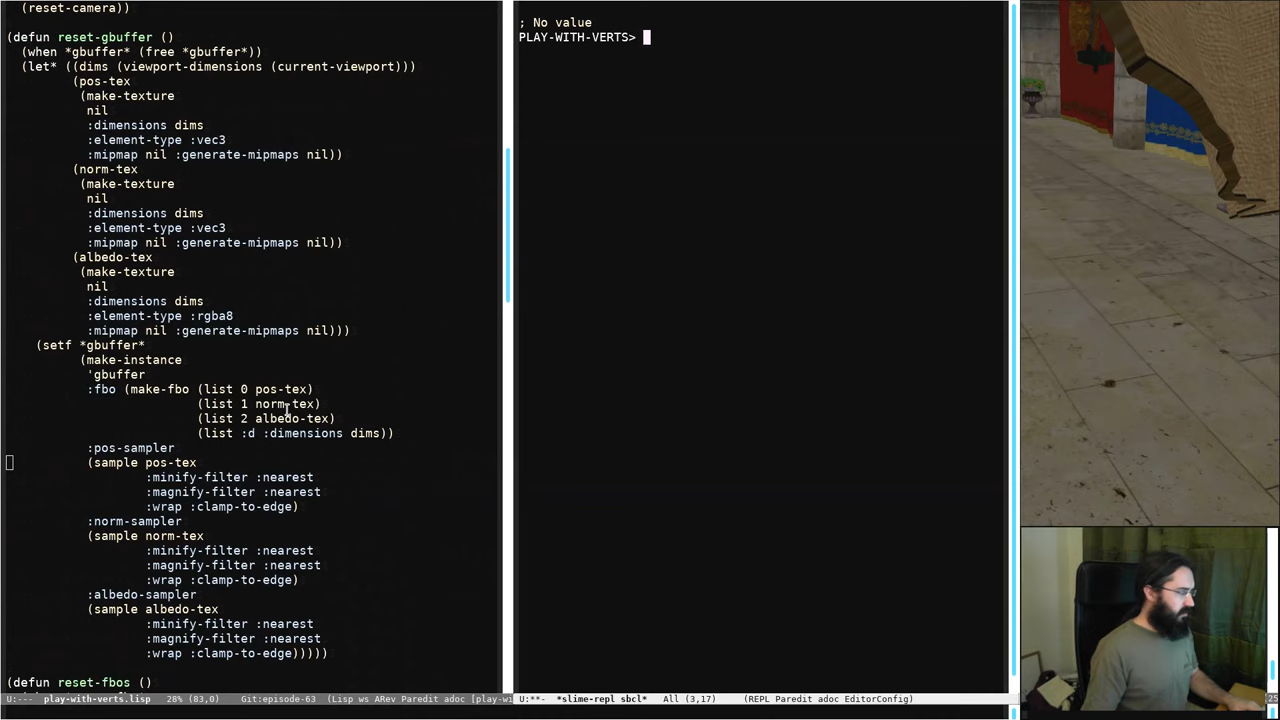 (reset-camera))
(defun reset-gbuffer ()
(when *gbuffer* (free *gbuffer*))
(let* ((dims (viewport-dimensions (current-viewport)))
(pos-tex
(make-texture
nil
:dimensions dims
:element-type :vec3
:mipmap nil :generate-mipmaps nil))
(norm-tex
(make-texture
nil
:dimensions dims
:element-type :vec3
:mipmap nil :generate-mipmaps nil))
(albedo-tex
(make-texture
nil
:dimensions dims
:element-type :rgba8
:mipmap nil :generate-mipmaps nil)))
(setf *gbuffer*
(make-instance
'gbuffer
:fbo (make-fbo (list 0 pos-tex)
(list 1 norm-tex)
(list 2 albedo-tex)
(list :d :dimensions dims))
:pos-sampler
(sample pos-tex
:minify-filter :nearest
:magnify-filter :nearest
:wrap :clamp-to-edge)
:norm-sampler
(sample norm-tex
:minify-filter :nearest
:magnify-filter :nearest
:wrap :clamp-to-edge)
:albedo-sampler
(sample albedo-tex
:minify-filter :nearest
:magnify-filter :nearest
:wrap :clamp-to-edge)))))
(defun reset-fbos ()
U:--- play-with-verts.lisp 28% (83,0) Git:episode-63 (Lisp ws ARev Paredit adoc [play-wi
; No value
PLAY-WITH-VERTS>
U:**- *slime-repl sbcl* All (3,17) (REPL Paredit adoc EditorConfig)